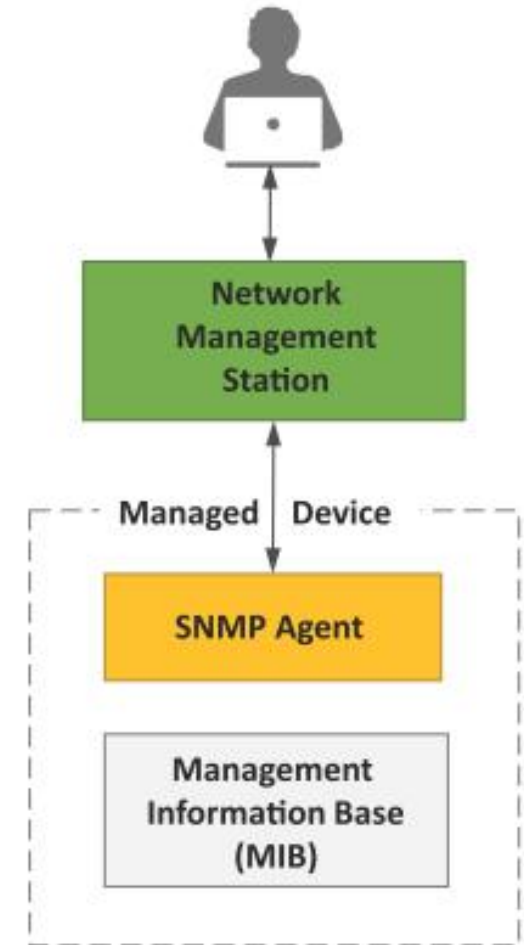 Network
Management
Station
Managed Device
SNMP Agent
Management
Information Base
(MIB)